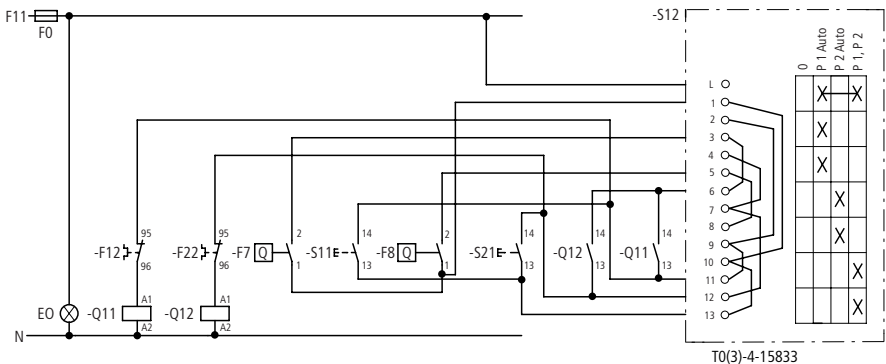 F11
F0
-S12
0
P 1 Auto
P 2 Auto
P 1, P 2
L
1
2
3
4
5
6
7
8
9
10
11
12
13
95
96
-F12
95
96
-F22
2
1
-F7 Q
14
13
-S11
2
1
-F8 Q
14
13
-S21
14
13
-Q12
14
13
-Q11
EO
-Q11
A1
A2
-Q12
A1
A2
N
X X
X
X
X
X
X
X
T0(3)-4-15833